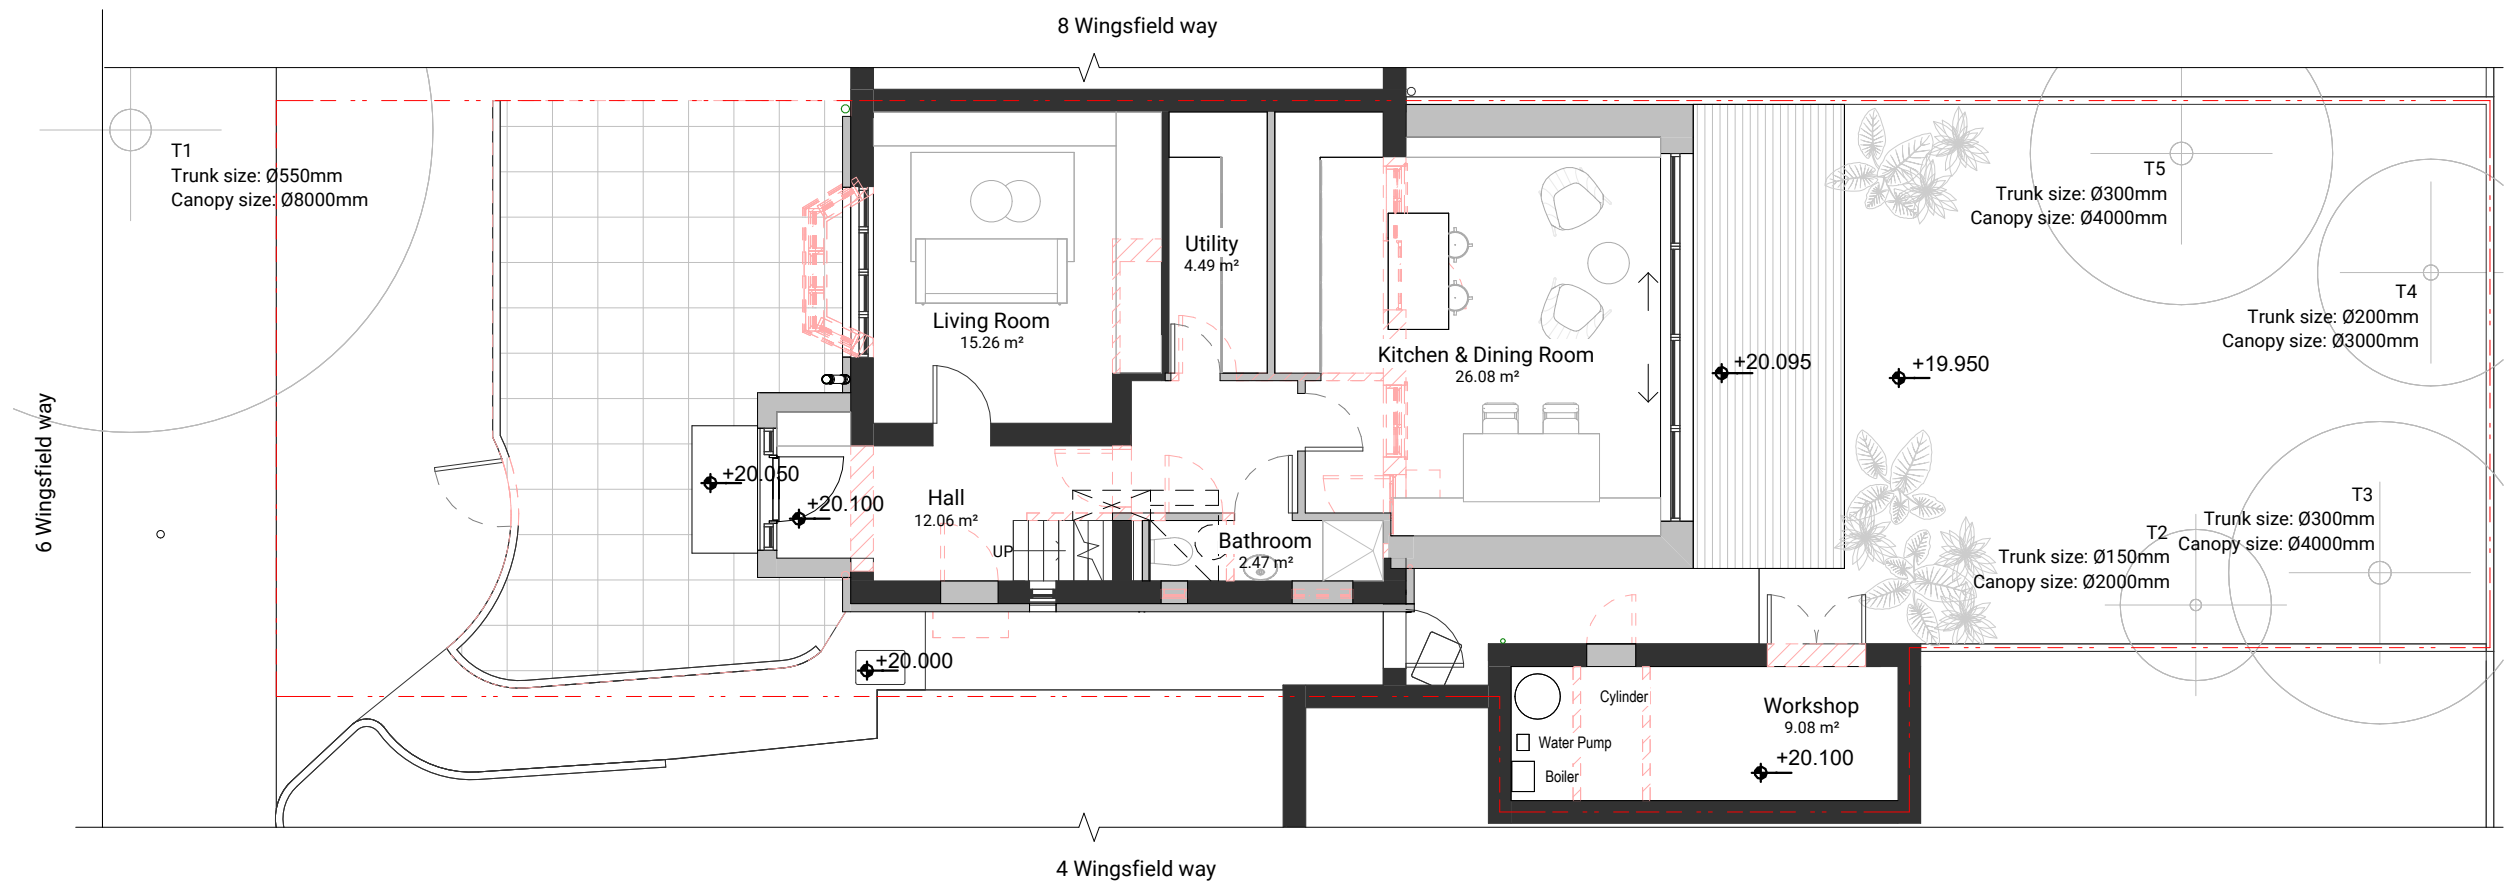 8 Wingsfield way
T1
Trunk size: Ø550mm
Canopy size: Ø8000mm
T5
Trunk size: Ø300mm
Canopy size: Ø4000mm
Utility
4.49 m²
T4
Trunk size: Ø200mm
Canopy size: Ø3000mm
Living Room
15.26 m²
Kitchen & Dining Room
26.08 m²
+20.095
+19.950
6 Wingsfield way
+20.050
+20.100
Hall
12.06 m²
UP
Bathroom
2.47 m²
T3
Trunk size: Ø300mm
Canopy size: Ø4000mm
T2
Trunk size: Ø150mm
Canopy size: Ø2000mm
+20.000
Cylinder
Workshop
9.08 m²
Water Pump
+20.100
Boiler
4 Wingsfield way